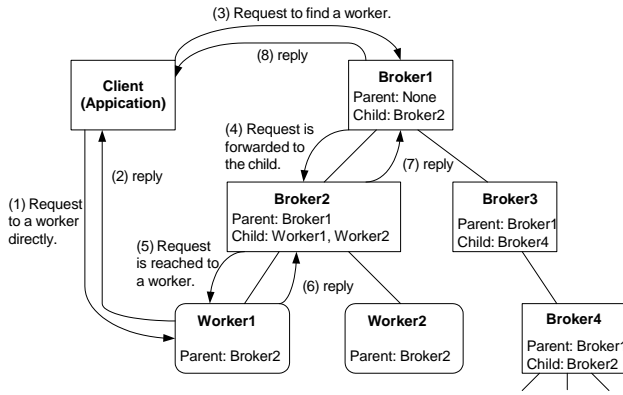 (3) Request to find a worker.
(8) reply
Client
(Appication)
Broker1
Parent: None
Child: Broker2
(4) Request is
forwarded to
the child.
(7) reply
(1) Request
to a worker
directly.
(2) reply
Broker2
Parent: Broker1
Child: Worker1, Worker2
Broker3
Parent: Broker1
Child: Broker4
(5) Request
is reached to
a worker.
(6) reply
Worker1
Parent: Broker2
Worker2
Parent: Broker2
Broker4
Parent: Broker1
Child: Broker2